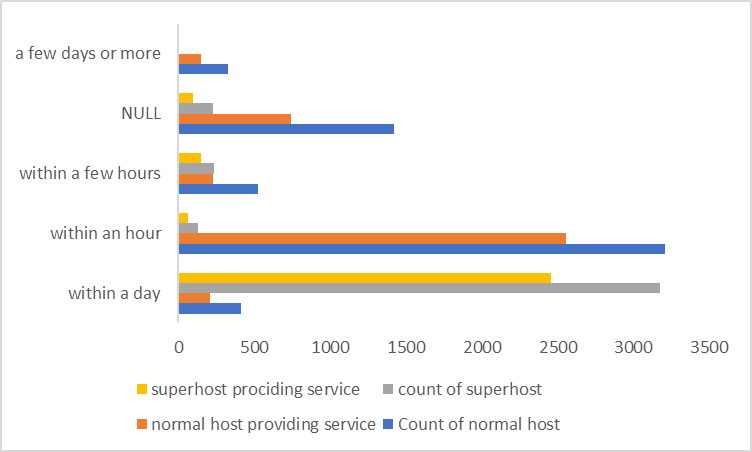 a few days or more
NULL
within a few hours
within an hour
within a day
0 500 1000 1500 2000 2500 3000 3500
superhost prociding service count of superhost
normal host providing service Count of normal host